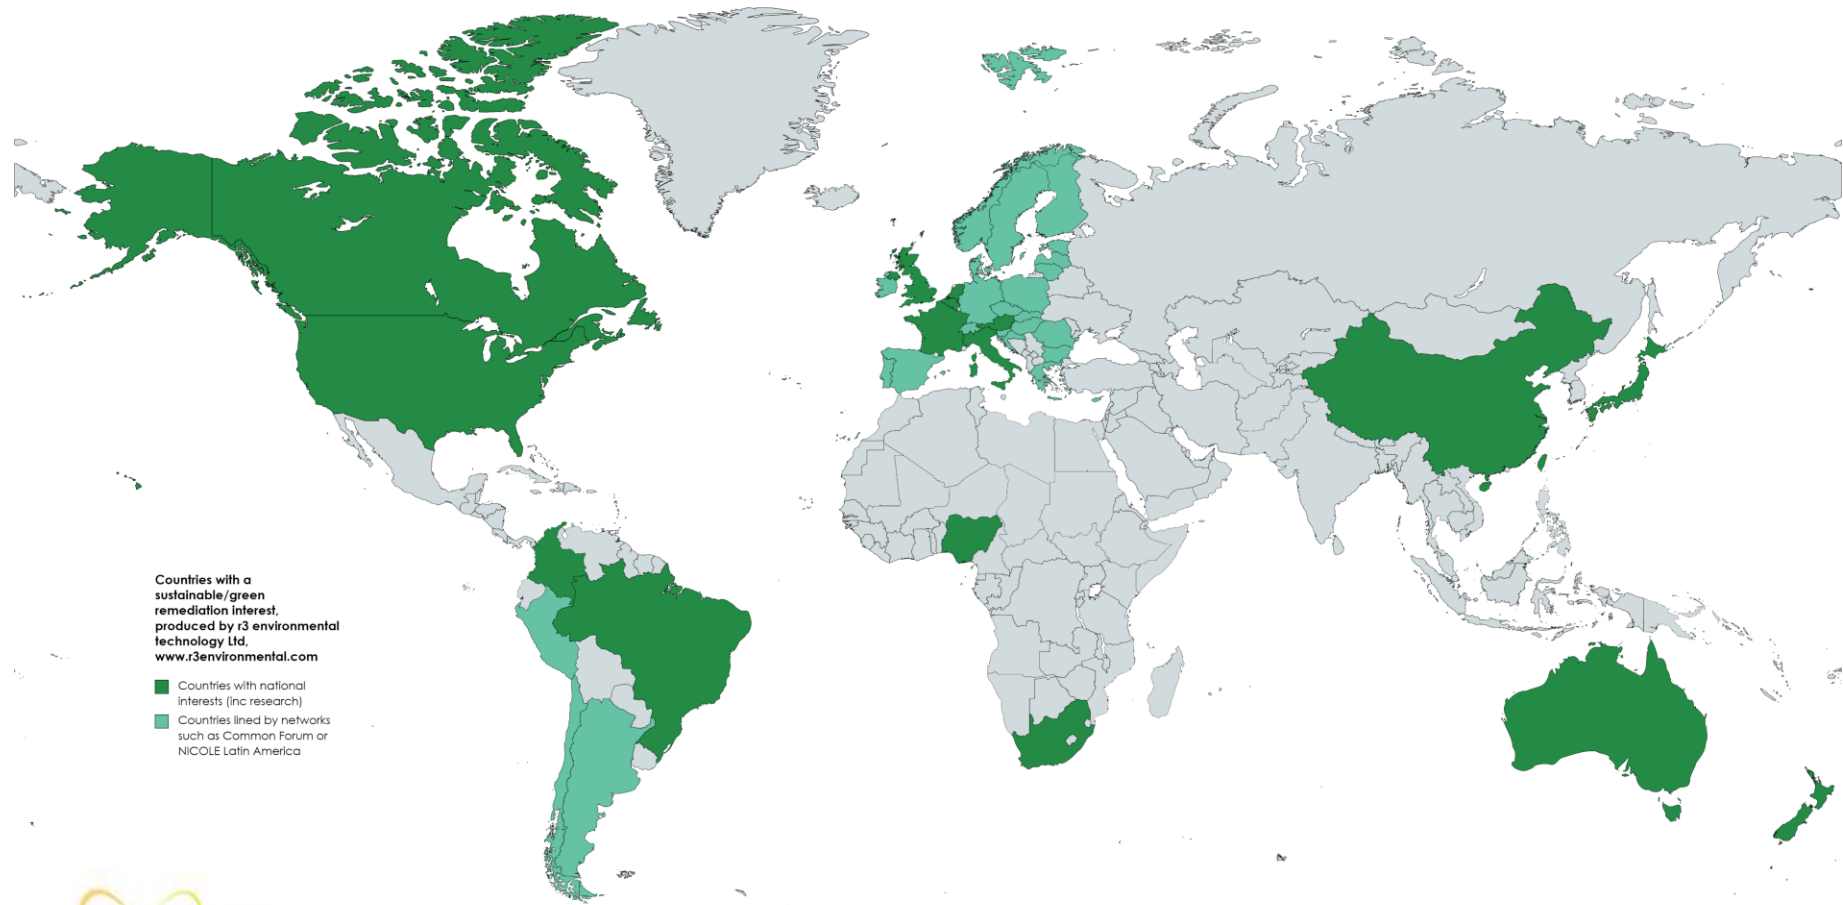 Countries with a
sustainable/green
remediation interest,
produced by r3 environmental
technology Ltd,
www.r3environmental.com
Countries with national
interests (inc research)
Countries lined by networks
such as Common Forum or
NICOLE Latin America